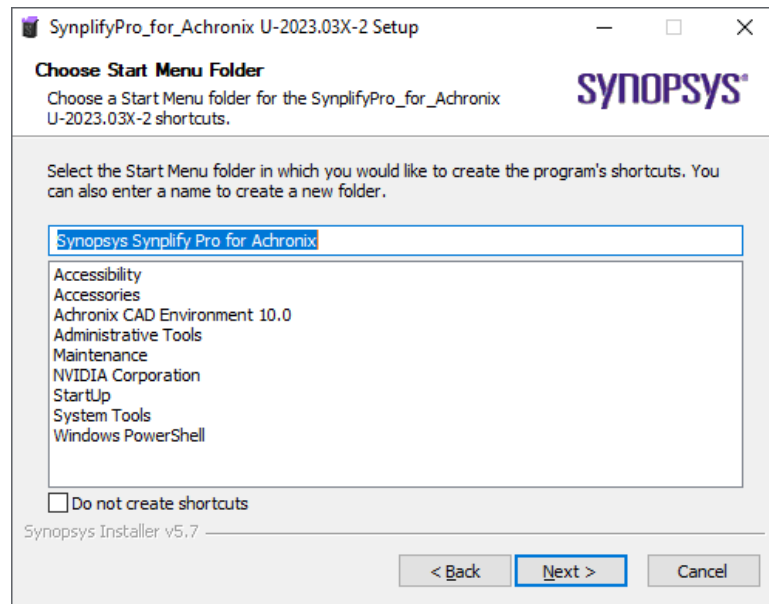 SynplifyPro_for_Achronix U-2023.03X-2 Setup
Choose Start Menu Folder
Choose a Start Menu folder for the SynplifyPro_for_Achronix
U-2023.03X-2 shortcuts.
SYNOPSYS®
Select the Start Menu folder in which you would like to create the program's shortcuts. You
can also enter a name to create a new folder.
Synopsys Synplify Pro for Achronix
Accessibility
Accessories
Achronix CAD Environment 10.0
Administrative Tools
Maintenance
NVIDIA Corporation
StartUp
System Tools
Windows PowerShell
Do not create shortcuts
Synopsys Installer v5.7
< Back Next > Cancel